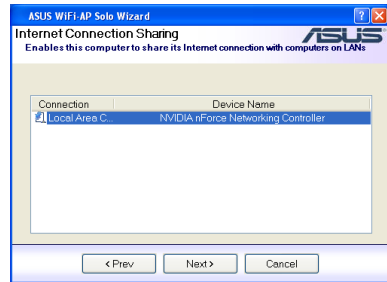 ASUS WiFi-AP Solo Wizard
Internet Connection Sharing
ASUS
Enables this computer to share its Internet connection with computers on LANs
Connection Device Name
Local Area C... NVIDIA nForce Networking Controller
< Prev Next > Cancel